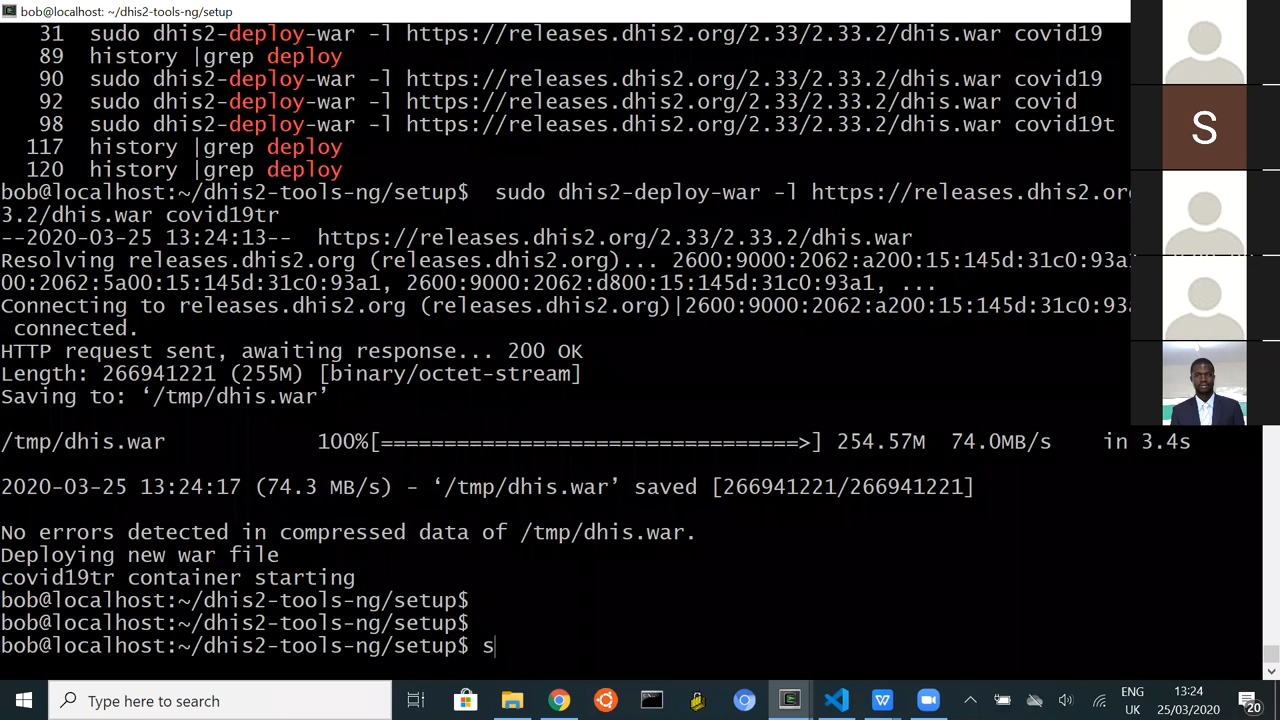 bob@localhost: ~/dhis2-tools-ng/setup
31 sudo dhis2-deploy-war -l https://releases.dhis2.org/2.33/2.33.2/dhis.war covid19
89 history |grep deploy
90 sudo dhis2-deploy-war -l https://releases.dhis2.org/2.33/2.33.2/dhis.war covid19
92 sudo dhis2-deploy-war -l https://releases.dhis2.org/2.33/2.33.2/dhis.war covid
98 sudo dhis2-deploy-war -l https://releases.dhis2.org/2.33/2.33.2/dhis.war covid19t
117 history |grep deploy
120 history |grep deploy
bob@localhost:~/dhis2-tools-ng/setup$ sudo dhis2-deploy-war -l https://releases.dhis2.or
3.2/dhis.war covid19tr
--2020-03-25 13:24:13-- https://releases.dhis2.org/2.33/2.33.2/dhis.war
Resolving releases.dhis2.org (releases.dhis2.org)... 2600:9000:2062:a200:00:15:145d:31c0:93a
00:2062:5a00:15:145d:31c0:93a1, 2600:9000:2062:d800:15:145d:31c0:93a1, ...
Connecting to releases.dhis2.org (releases.dhis2.org)|2600:9000:2062:a200:15:145d:31c0:93a
connected.
HTTP request sent, awaiting response... 200 OK
Length: 266941221 (255M) [binary/octet-stream]
Saving to: ‘/tmp/dhis.war’
/tmp/dhis.war 100%[=================================>] 254.57M 74.0MB/s in 3.4s
2020-03-25 13:24:17 (74.3 MB/s) - ‘/tmp/dhis.war’ saved [266941221/266941221]
No errors detected in compressed data of /tmp/dhis.war.
Deploying new war file
covid19tr container starting
bob@localhost:~/dhis2-tools-ng/setup$
bob@localhost:~/dhis2-tools-ng/setup$
bob@localhost:~/dhis2-tools-ng/setup$ s
S
Type here to search
ENG
UK
13:24
25/03/2020
20